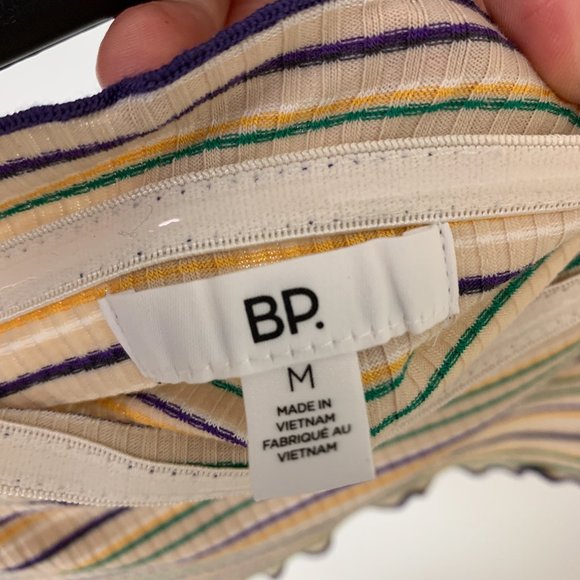 BP.
M
MADE IN
VIETNAM
FABRIQUÉ AU
VIETNAM